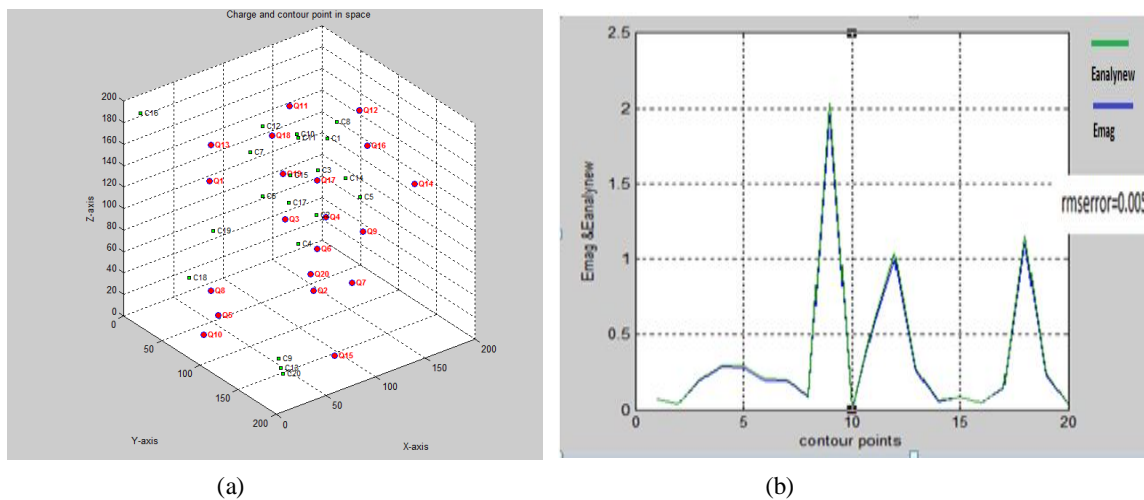 Charge and contour point in space
200
180
160
140
120
100
80
60
40
20
0
Z-axis
0
50
100
150
200
Y-axis
0
50
100
150
200
X-axis
C16
Q11
Q12
C12
Q18
C10
C11
C8
C1
Q13
C7
Q16
Q1
C15
C3
Q17
C14
Q14
C17
C5
Q3
Q4
C19
C4
Q9
Q6
C18
Q20
Q7
Q8
Q2
Q5
Q10
C9
Q15
C20
(a)
2.5
2
1.5
1
0.5
0
Emag &Eanalynew
0
5
10
15
20
contour points
Eanalynew
Emag
rmserror=0.005
(b)